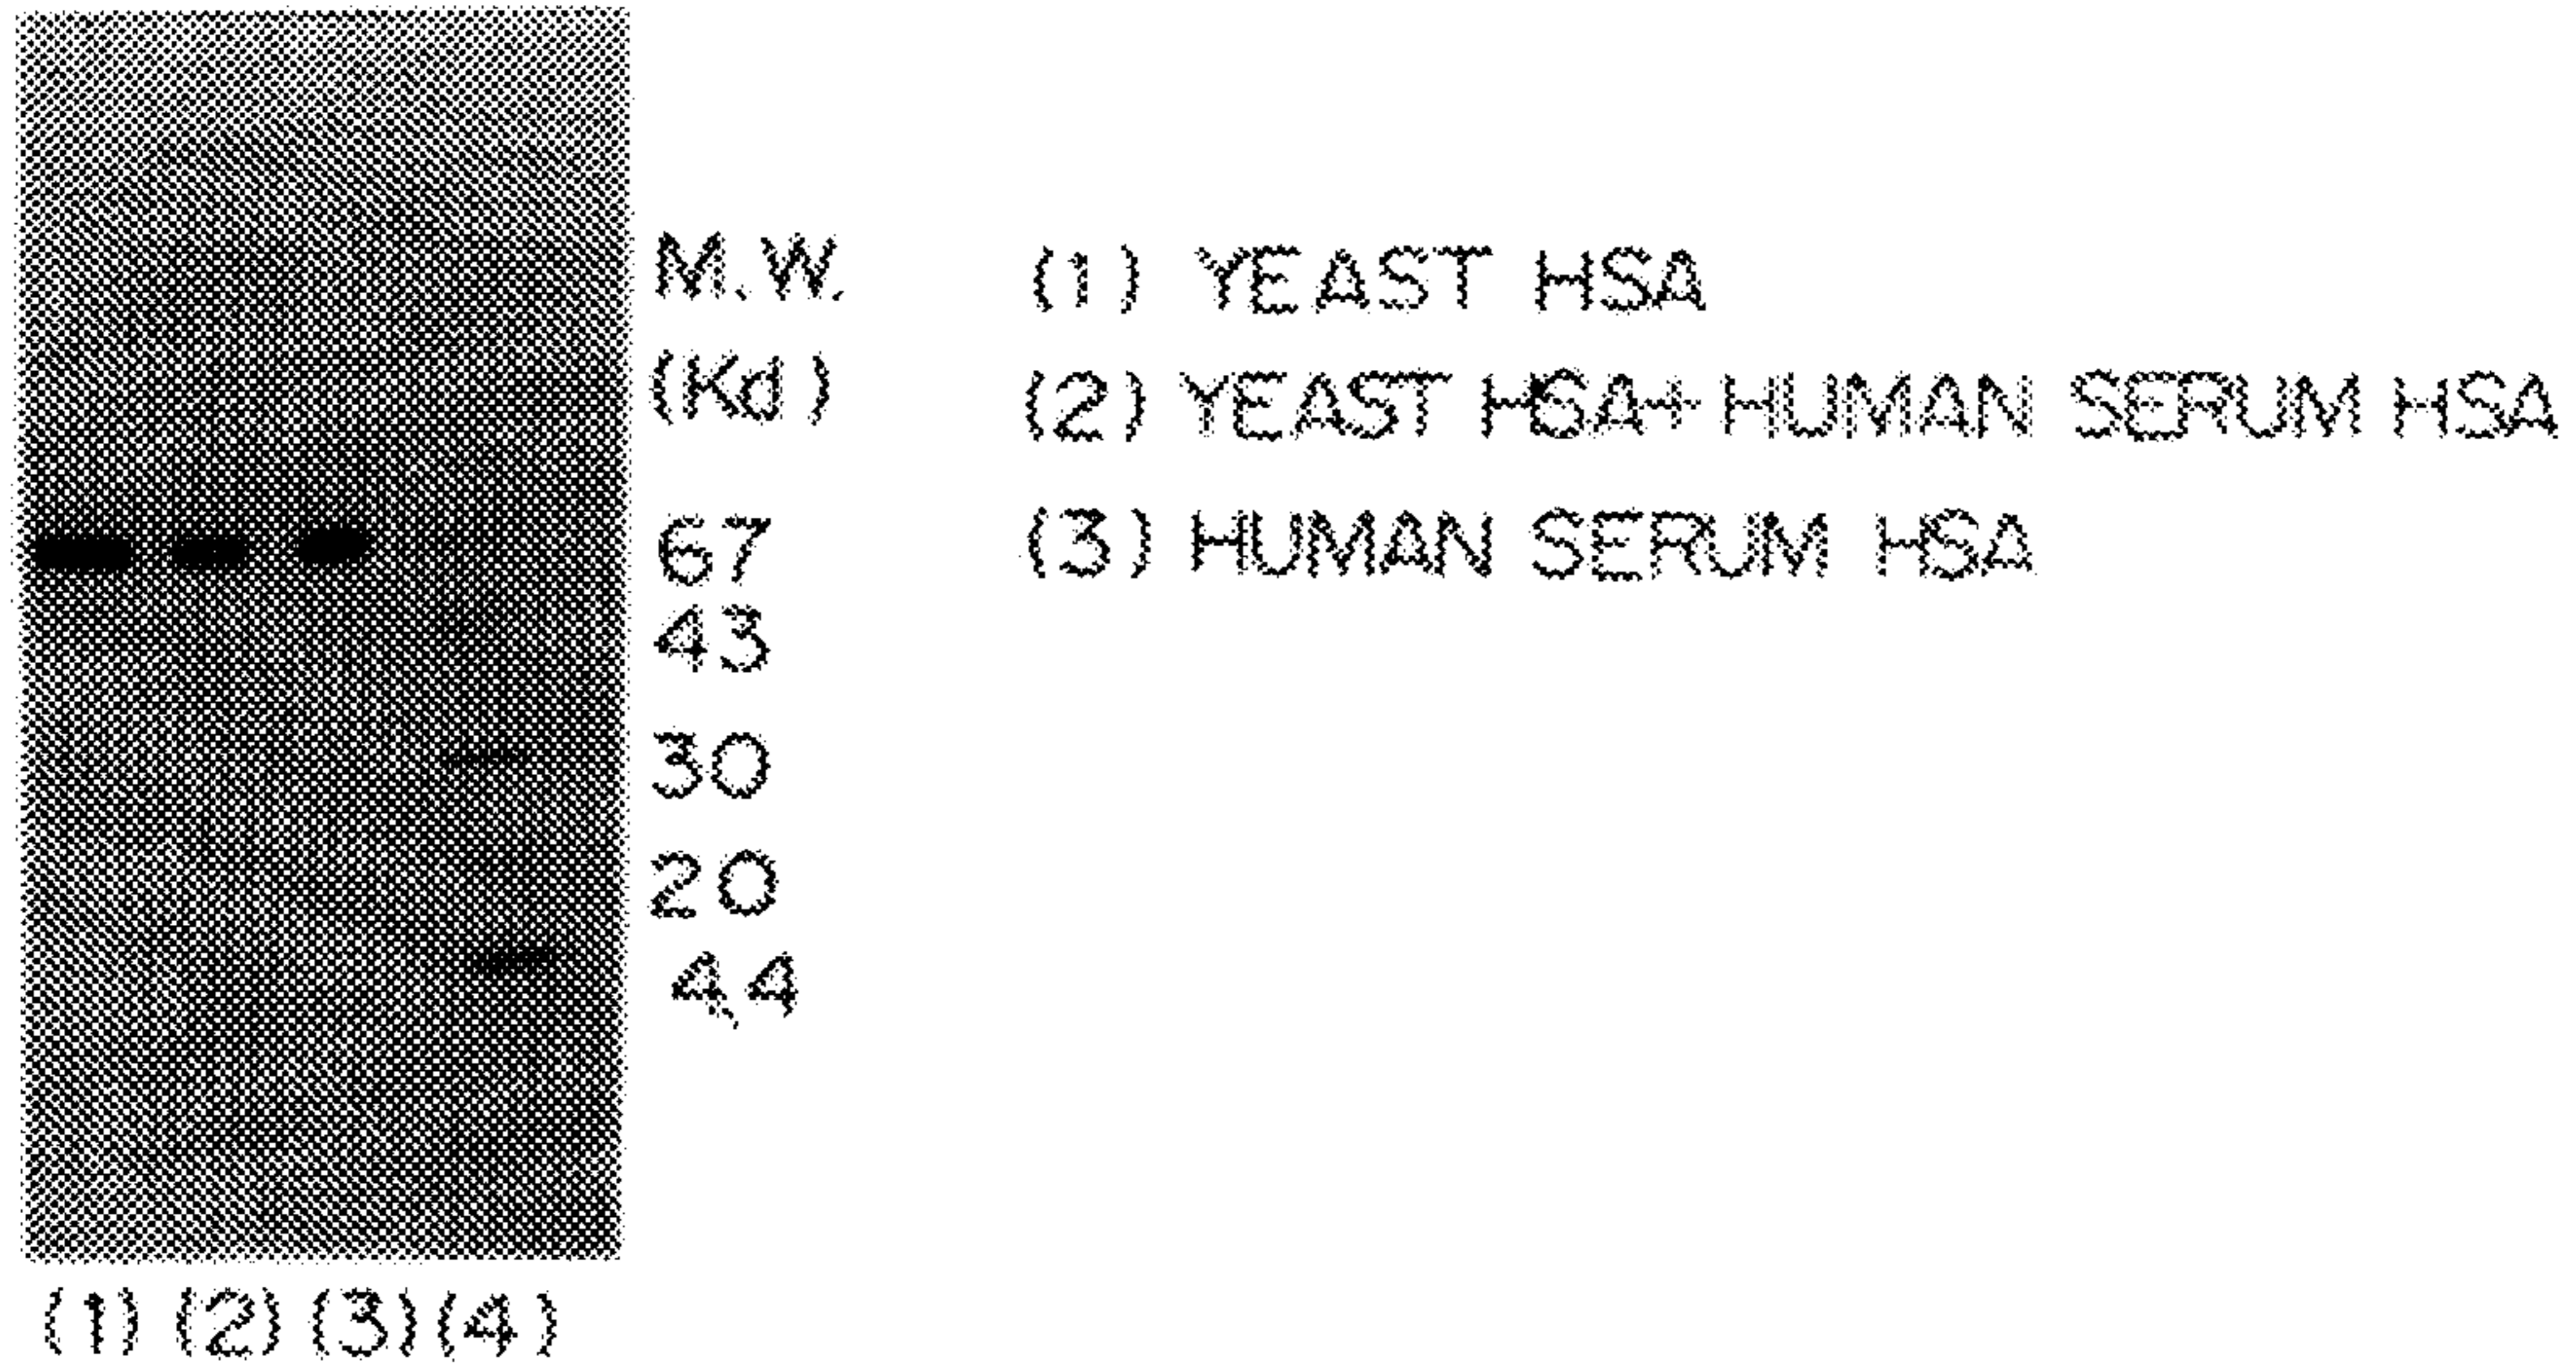 M.W.
(Kd)
67
43
30
20
4,4
(1) YEAST HSA
(2) YEAST HSA+HUMAN SERUM HSA
(3) HUMAN SERUM HSA
(1) (2) (3) (4)